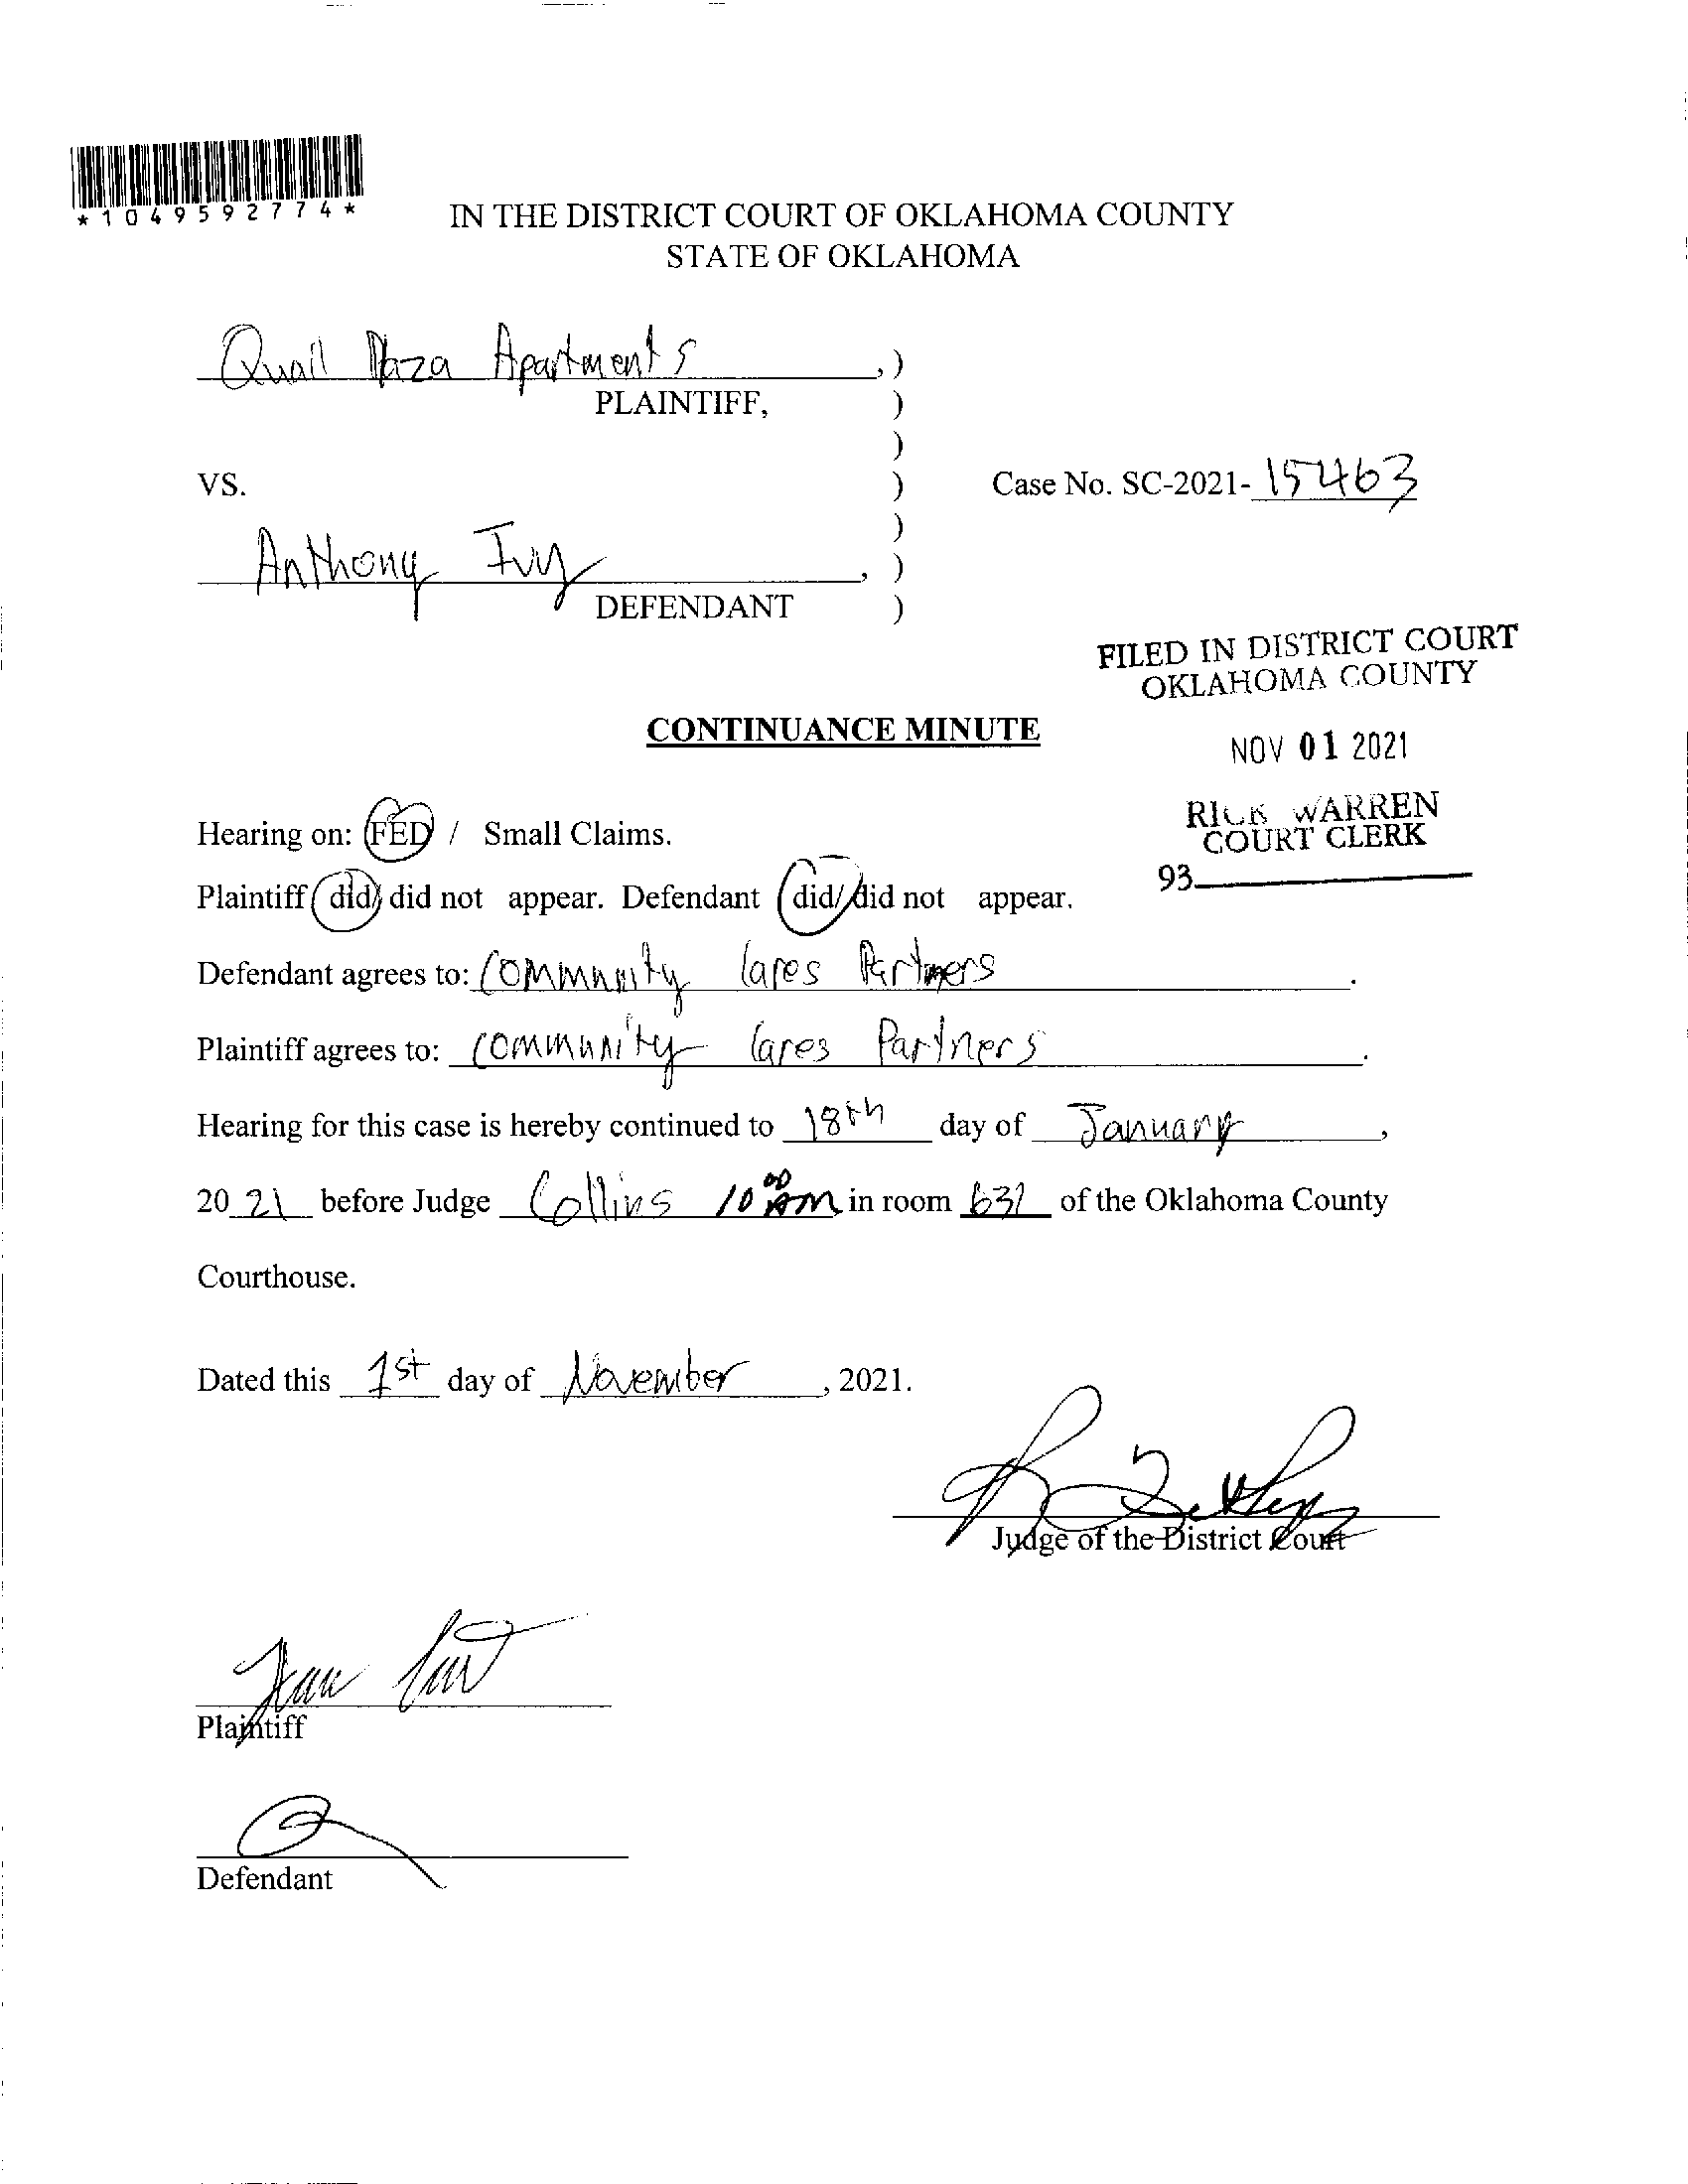 *1049592774*
IN THE DISTRICT COURT OF OKLAHOMA COUNTY
STATE OF OKLAHOMA
Quail Plaza Apartments ,)
PLAINTIFF, )
)
VS. ) Case No. SC-2021- 15463
)
Anthony Ivy , )
DEFENDANT )
FILED IN DISTRICT COURT
OKLAHOMA COUNTY
CONTINUANCE MINUTE
NOV 01 2021
RICK WARREN
COURT CLERK
93
Hearing on: FED / Small Claims.
Plaintiff did/ did not appear. Defendant did/ did not appear.
Defendant agrees to: Community Cares Partners .
Plaintiff agrees to: Community Cares Partners .
Hearing for this case is hereby continued to 18th day of January ,
20 21 before Judge Collins 10 00 AM in room 631 of the Oklahoma County
Courthouse.
Dated this 1st day of November , 2021.
Judge of the District Court
Plaintiff
Defendant